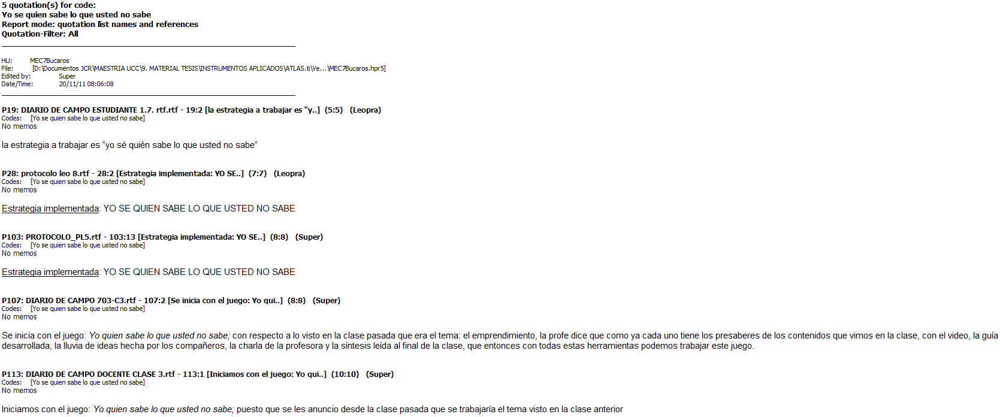 5 quotation(s) for code:
Yo se quien sabe lo que usted no sabe
Report mode: quotation list names and references
Quotation-Filter: All
HU: MEC7Bucaros
File: [D:\Documentos JCR\MAESTRIA UCC\9. MATERIAL TESIS\INSTRUMENTOS APLICADOS\ATLAS.ti\Ve...\MEC7Bucaros.hpr5]
Edited by: Super
Date/Time: 20/11/11 08:06:08
P19: DIARIO DE CAMPO ESTUDIANTE 1.7. rtf.rtf - 19:2 [la estrategia a trabajar es “y..] (5:5) (Leopra)
Codes: [Yo se quien sabe lo que usted no sabe]
No memos
la estrategia a trabajar es “yo sé quién sabe lo que usted no sabe”
P28: protocolo leo 8.rtf - 28:2 [Estrategia implementada: YO SE..] (7:7) (Leopra)
Codes: [Yo se quien sabe lo que usted no sabe]
No memos
Estrategia implementada: YO SE QUIEN SABE LO QUE USTED NO SABE
P103: PROTOCOLO_PL5.rtf - 103:13 [Estrategia implementada: YO SE..] (8:8) (Super)
Codes: [Yo se quien sabe lo que usted no sabe]
No memos
Estrategia implementada: YO SE QUIEN SABE LO QUE USTED NO SABE
P107: DIARIO DE CAMPO 703-C3.rtf - 107:2 [Se inicia con el juego: Yo qui..] (8:8) (Super)
Codes: [Yo se quien sabe lo que usted no sabe]
No memos
Se inicia con el juego: Yo quien sabe lo que usted no sabe; con respecto a lo visto en la clase pasada que era el tema: el emprendimiento, la profe dice que como ya cada uno tiene los presaberes de los contenidos que vimos en la clase, con el video, la guía
desarrollada, la lluvia de ideas hecha por los compañeros, la charla de la profesora y la síntesis leída al final de la clase, que entonces con todas estas herramientas podemos trabajar este juego.
P113: DIARIO DE CAMPO DOCENTE CLASE 3.rtf - 113:1 [Iniciamos con el juego: Yo qui..] (10:10) (Super)
Codes: [Yo se quien sabe lo que usted no sabe]
No memos
Iniciamos con el juego: Yo quien sabe lo que usted no sabe; puesto que se les anuncio desde la clase pasada que se trabajaría el tema visto en la clase anterior